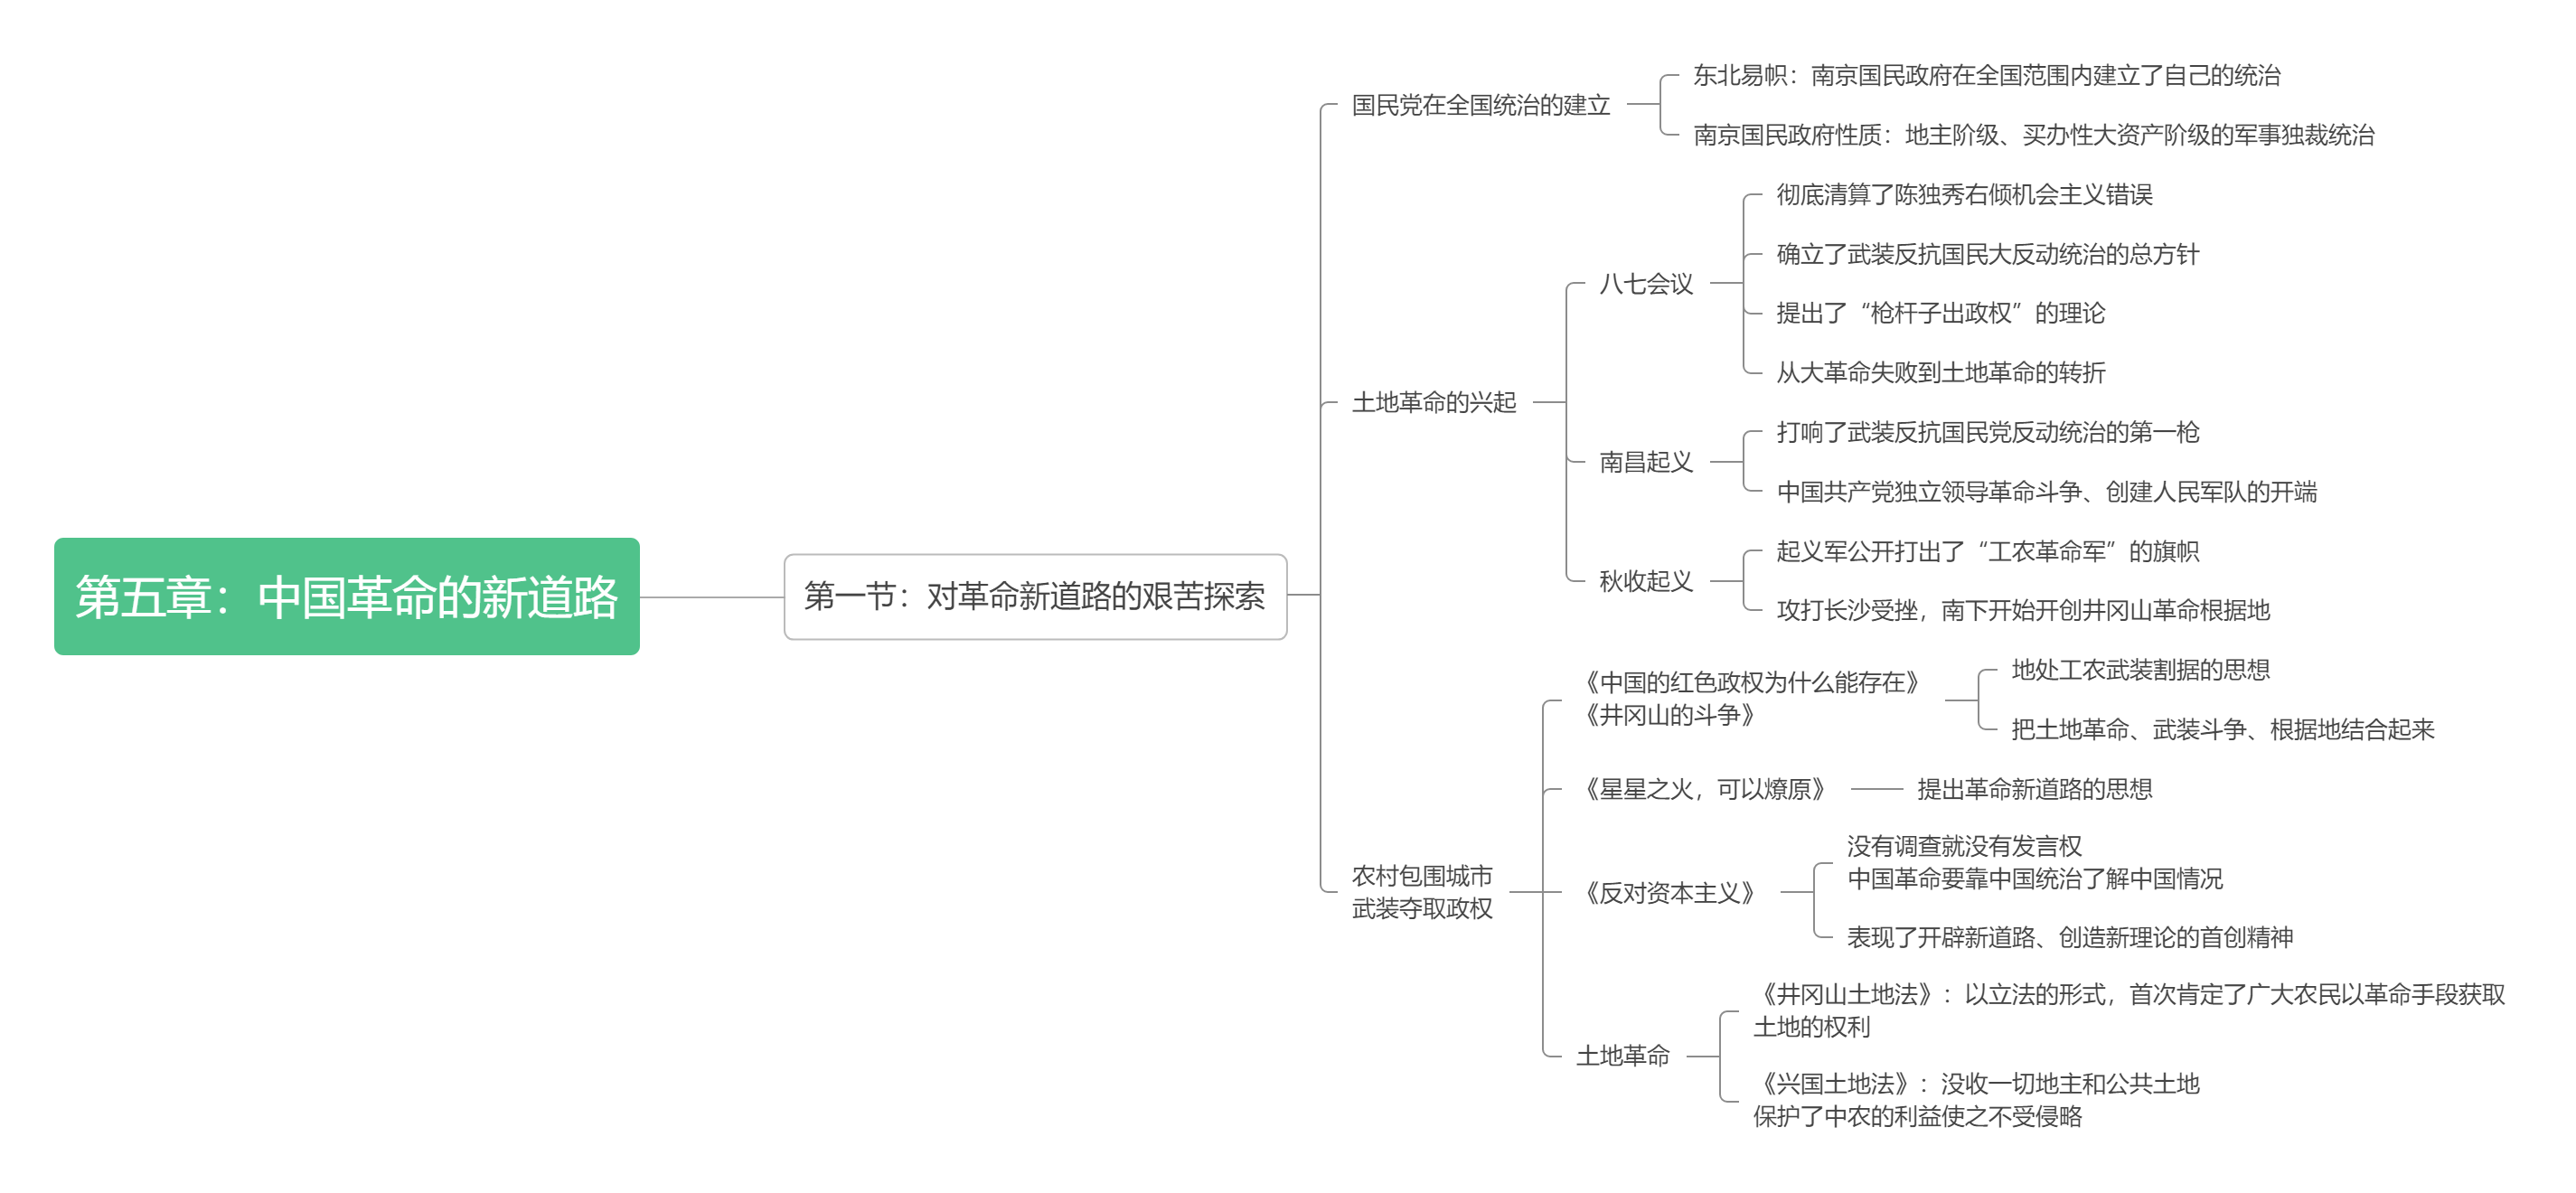 第五章：中国革命的新道路
第一节：对革命新道路的艰苦探索
国民党在全国统治的建立
东北易帜：南京国民政府在全国范围内建立了自己的统治
南京国民政府性质：地主阶级、买办性大资产阶级的军事独裁统治
土地革命的兴起
八七会议
彻底清算了陈独秀右倾机会主义错误
确立了武装反抗国民大反动统治的总方针
提出了“枪杆子出政权”的理论
从大革命失败到土地革命的转折
南昌起义
打响了武装反抗国民党反动统治的第一枪
中国共产党独立领导革命斗争、创建人民军队的开端
秋收起义
起义军公开打出了“工农革命军”的旗帜
攻打长沙受挫，南下开始开创井冈山革命根据地
农村包围城市
武装夺取政权
《中国的红色政权为什么能存在》
《井冈山的斗争》
地处工农武装割据的思想
把土地革命、武装斗争、根据地结合起来
《星星之火，可以燎原》
提出革命新道路的思想
《反对资本主义》
没有调查就没有发言权
中国革命要靠中国统治了解中国情况
表现了开辟新道路、创造新理论的首创精神
土地革命
《井冈山土地法》：以立法的形式，首次肯定了广大农民以革命手段获取
土地的权利
《兴国土地法》：没收一切地主和公共土地
保护了中农的利益使之不受侵略